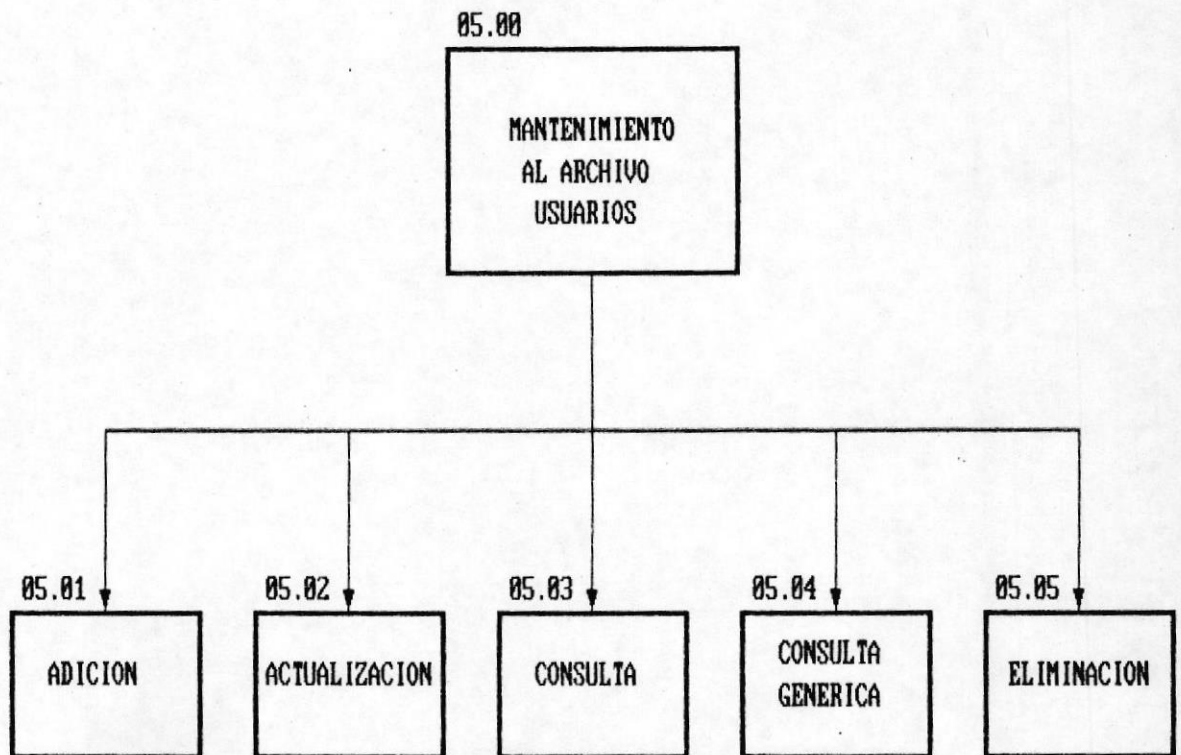 05.00
MANTENIMIENTO
AL ARCHIVO
USUARIOS
05.01
05.02
05.03
05.04
05.05
ADICION
ACTUALIZACION
CONSULTA
CONSULTA
GENERICA
ELIMINACION